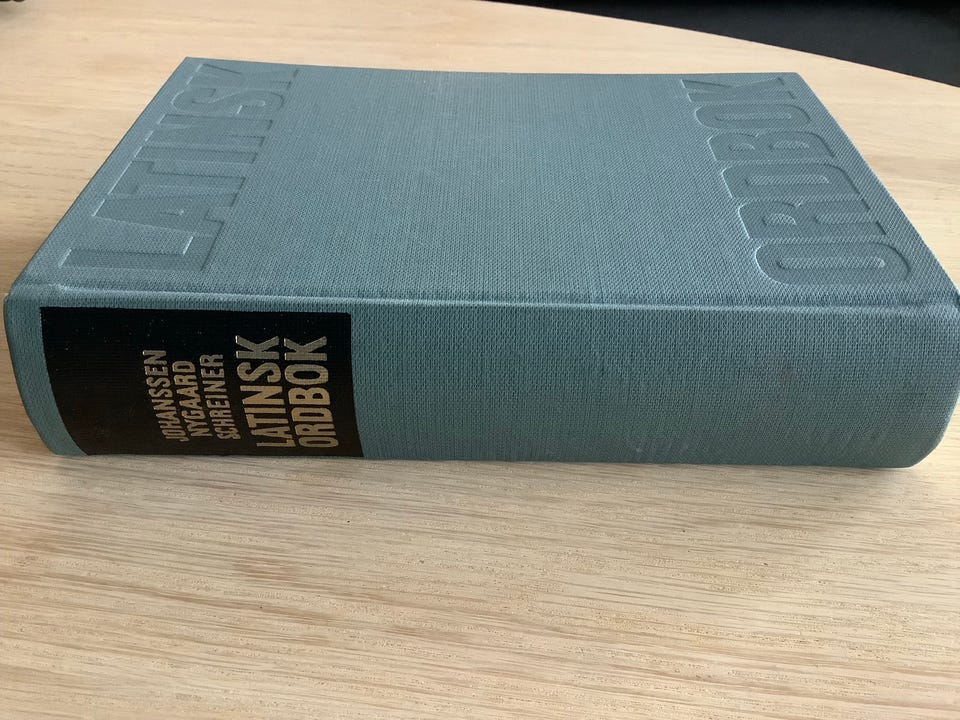 LATINSK
ORDBOK
JOHANSSEN
NYGAARD
SCHREINER
LATINSK
ORDBOK